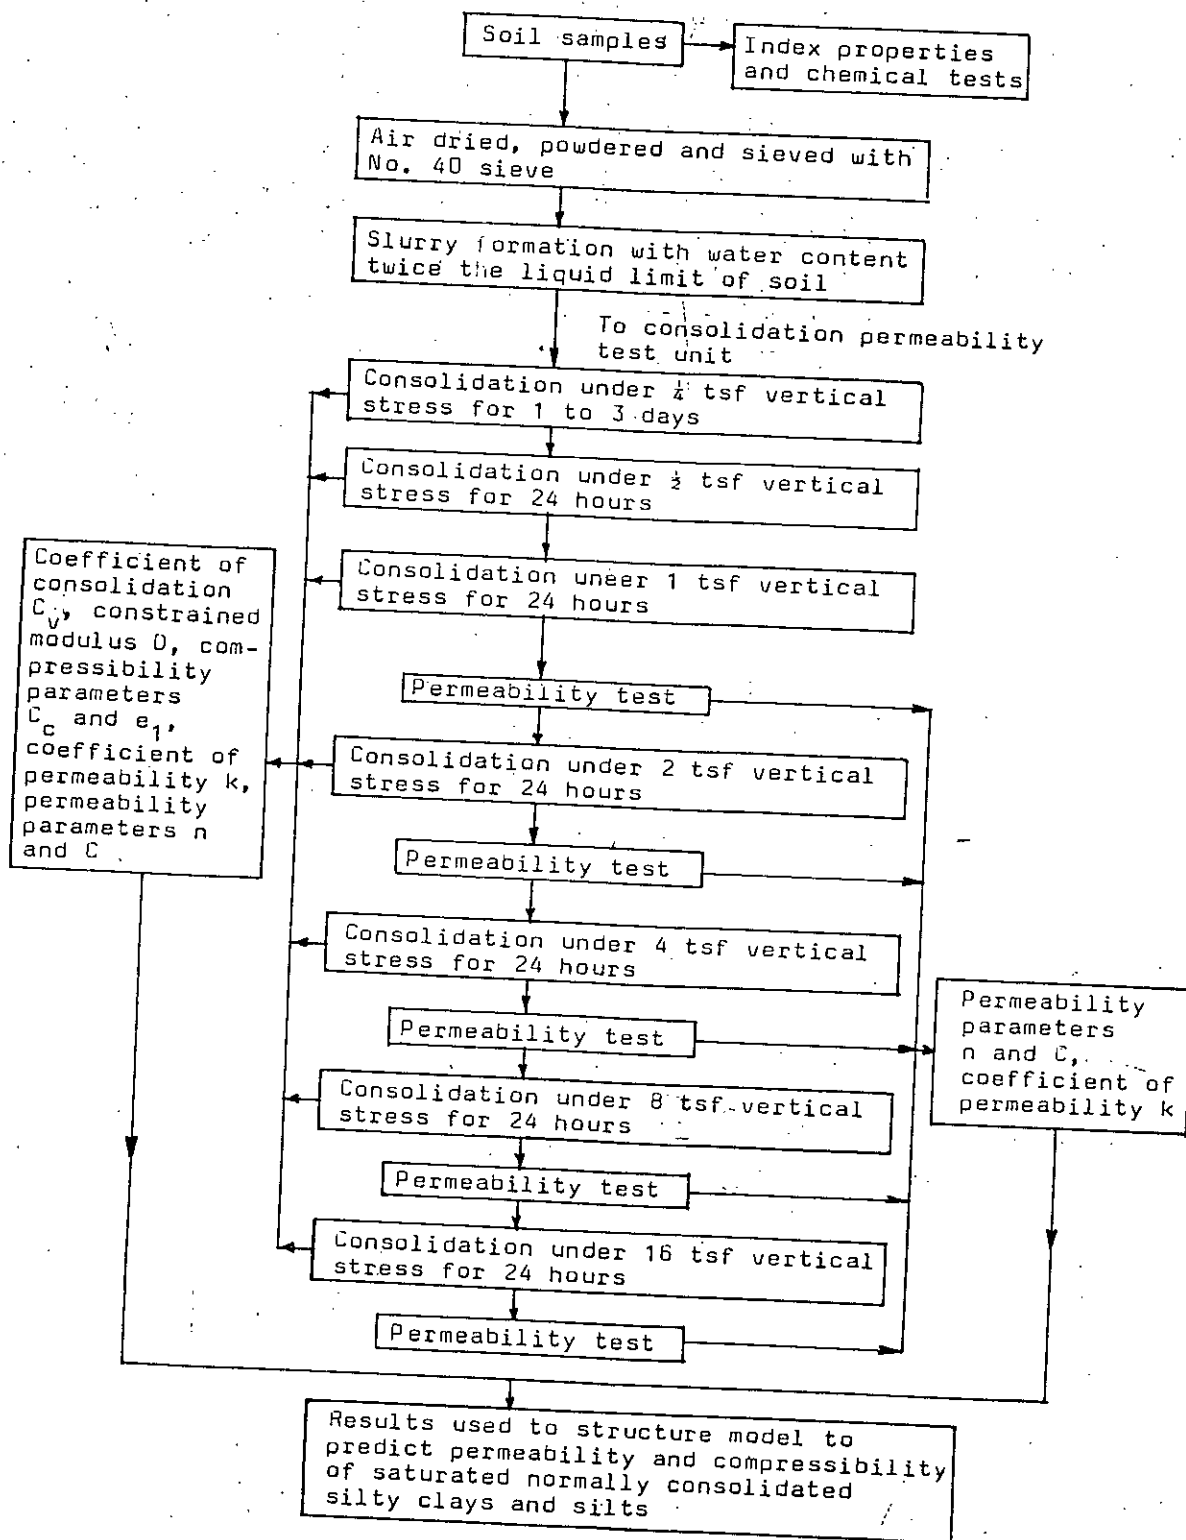 Soil samples
Index properties
and chemical tests
Air dried, powdered and sieved with
No. 40 sieve
Slurry formation with water content
twice the liquid limit of soil
To consolidation permeability
test unit
Consolidation under ¼ tsf vertical
stress for 1 to 3 days
Consolidation under ½ tsf vertical
stress for 24 hours
Consolidation uneer 1 tsf vertical
stress for 24 hours
Permeability test
Consolidation under 2 tsf vertical
stress for 24 hours
Permeability test
Consolidation under 4 tsf vertical
stress for 24 hours
Permeability test
Consolidation under 8 tsf vertical
stress for 24 hours
Permeability test
Consolidation under 16 tsf vertical
stress for 24 hours
Permeability test
Coefficient of
consolidation
C_v, constrained
modulus D, com-
pressibility
parameters
C_c and e_1,
coefficient of
permeability k,
permeability
parameters n
and C
Permeability
parameters
n and C,
coefficient of
permeability k
Results used to structure model to
predict permeability and compressibility
of saturated normally consolidated
silty clays and silts